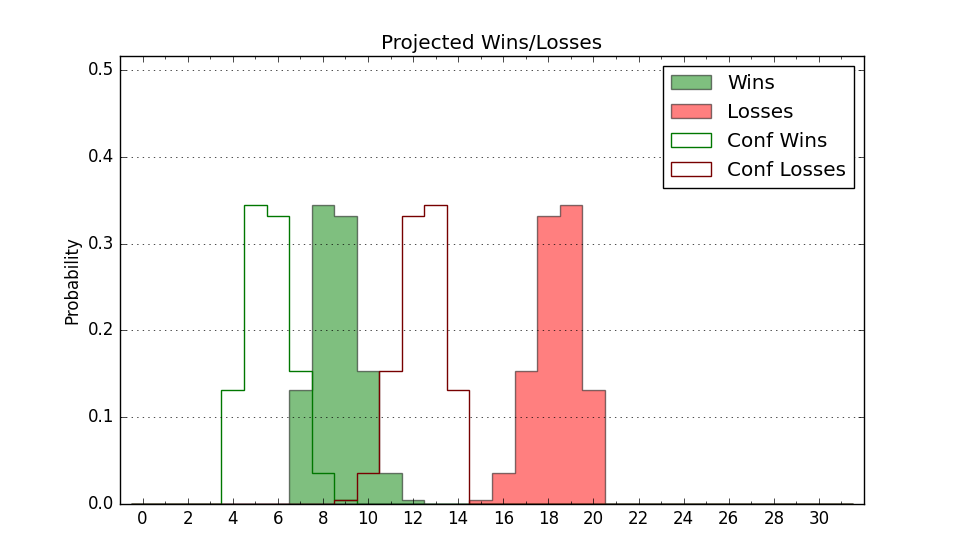 Projected Wins/Losses
0.5
0.4
0.3
0.2
0.1
0.0
Probability
Wins
Losses
Conf Wins
Conf Losses
0 2 4 6 8 10 12 14 16 18 20 22 24 26 28 30